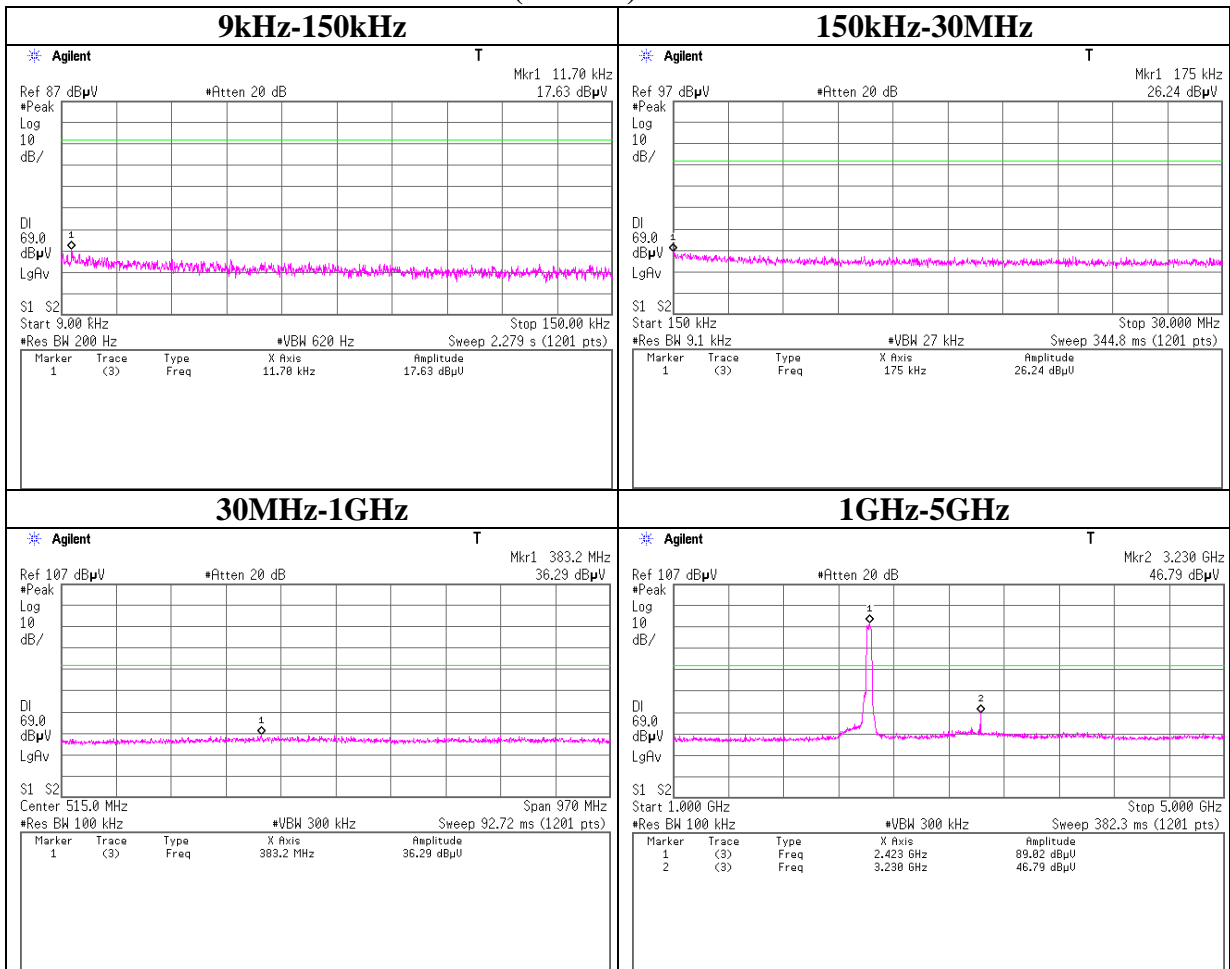 9kHz-150kHz
Agilent T
Mkr1 11.70 kHz
Ref 87 dBµV #Atten 20 dB 17.63 dBµV
#Peak
Log
10
dB/
1
DI
69.0
dBµV
LgAv
S1 S2
Start 9.00 kHz Stop 150.00 kHz
#Res BW 200 Hz #VBW 620 Hz Sweep 2.279 s (1201 pts)
Marker Trace Type X Axis Amplitude
1 (3) Freq 11.70 kHz 17.63 dBµV
150kHz-30MHz
Agilent T
Mkr1 175 kHz
Ref 97 dBµV #Atten 20 dB 26.24 dBµV
#Peak
Log
10
dB/
DI
69.0 1
dBµV
LgAv
S1 S2
Start 150 kHz Stop 30.000 MHz
#Res BW 9.1 kHz #VBW 27 kHz Sweep 344.8 ms (1201 pts)
Marker Trace Type X Axis Amplitude
1 (3) Freq 175 kHz 26.24 dBµV
30MHz-1GHz
Agilent T
Mkr1 383.2 MHz
Ref 107 dBµV #Atten 20 dB 36.29 dBµV
#Peak
Log
10
dB/
DI
69.0 1
dBµV
LgAv
S1 S2
Center 515.0 MHz Span 970 MHz
#Res BW 100 kHz #VBW 300 kHz Sweep 92.72 ms (1201 pts)
Marker Trace Type X Axis Amplitude
1 (3) Freq 383.2 MHz 36.29 dBµV
1GHz-5GHz
Agilent T
Mkr2 3.230 GHz
Ref 107 dBµV #Atten 20 dB 46.79 dBµV
#Peak
Log 1
10
dB/
2
DI
69.0
dBµV
LgAv
S1 S2
Start 1.000 GHz Stop 5.000 GHz
#Res BW 100 kHz #VBW 300 kHz Sweep 382.3 ms (1201 pts)
Marker Trace Type X Axis Amplitude
1 (3) Freq 2.423 GHz 89.02 dBµV
2 (3) Freq 3.230 GHz 46.79 dBµV